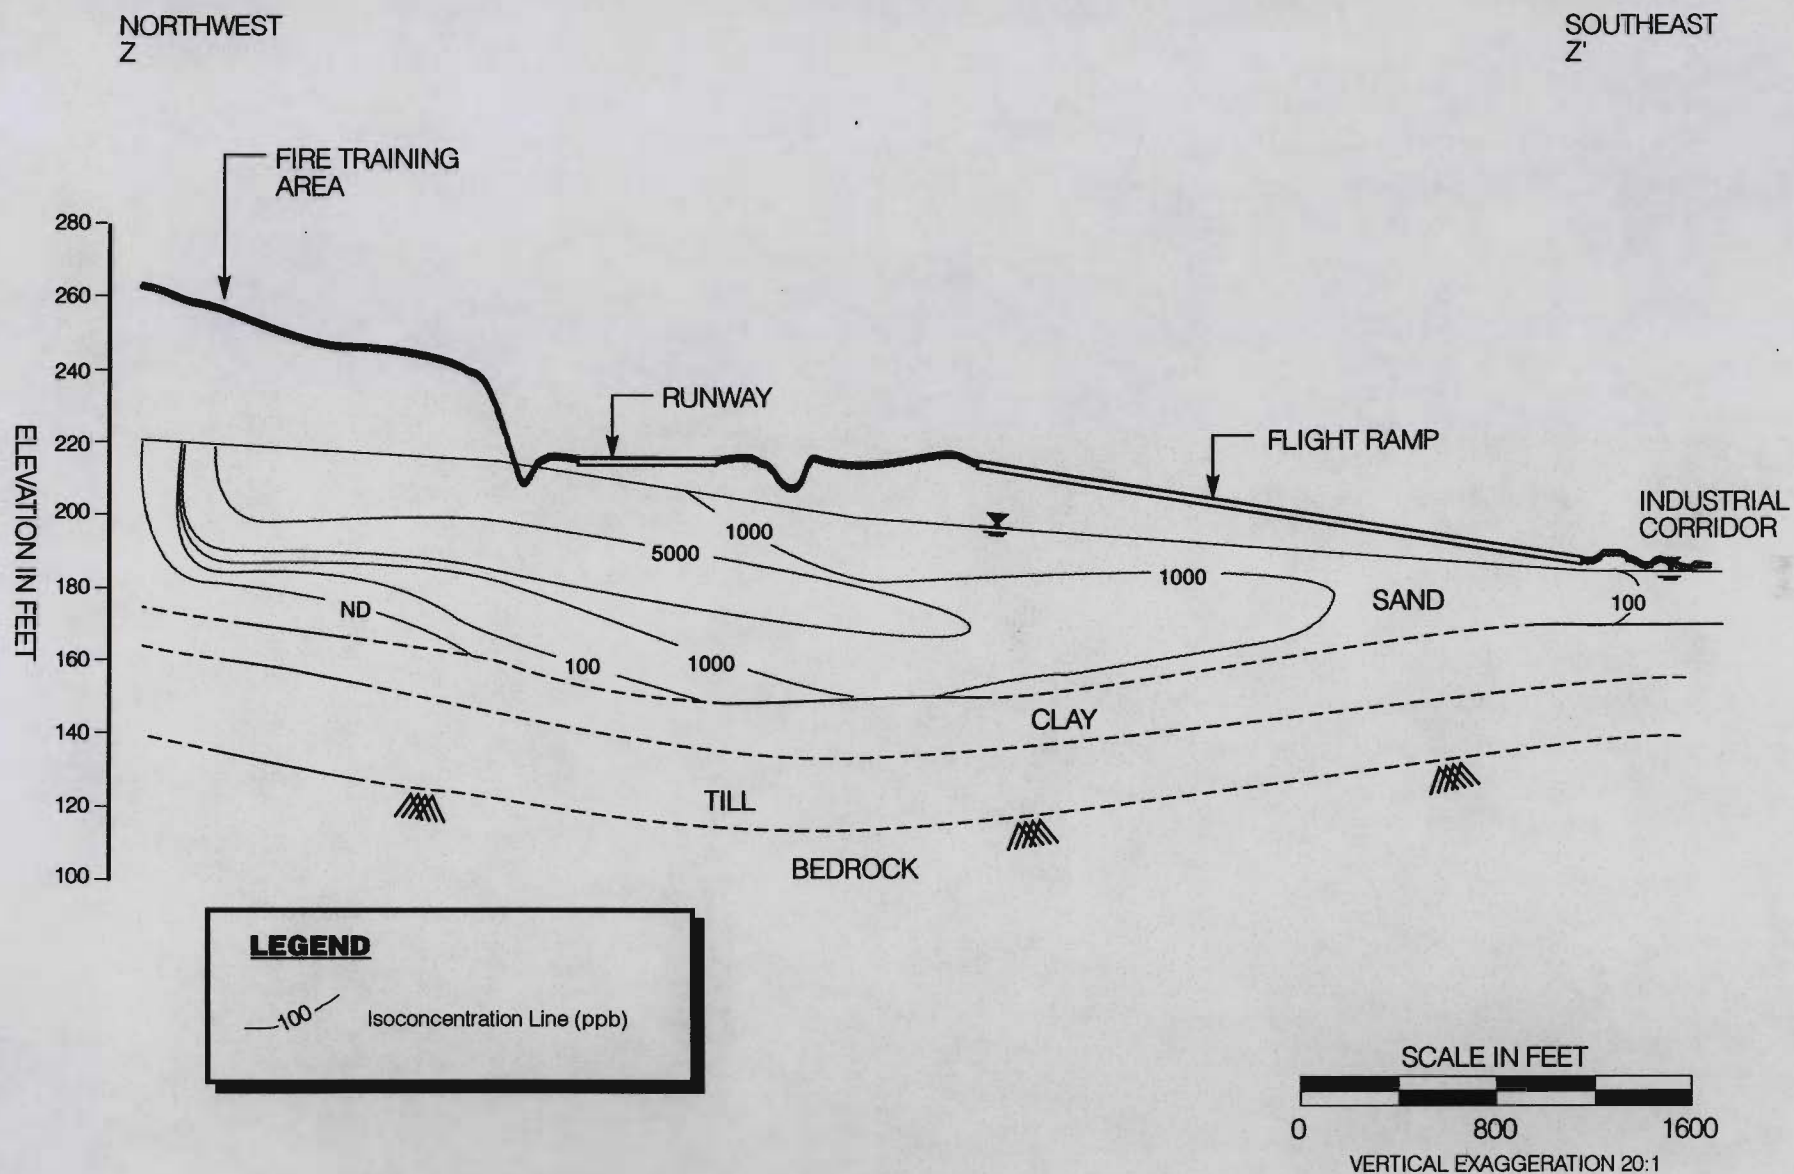 NORTHWEST
Z
SOUTHEAST
Z'
FIRE TRAINING
AREA
280
260
240
220
200
180
160
140
120
100
ELEVATION IN FEET
RUNWAY
FLIGHT RAMP
INDUSTRIAL
CORRIDOR
1000
5000
1000
SAND
100
ND
100
1000
CLAY
TILL
BEDROCK
LEGEND
100
Isoconcentration Line (ppb)
SCALE IN FEET
0 800 1600
VERTICAL EXAGGERATION 20:1